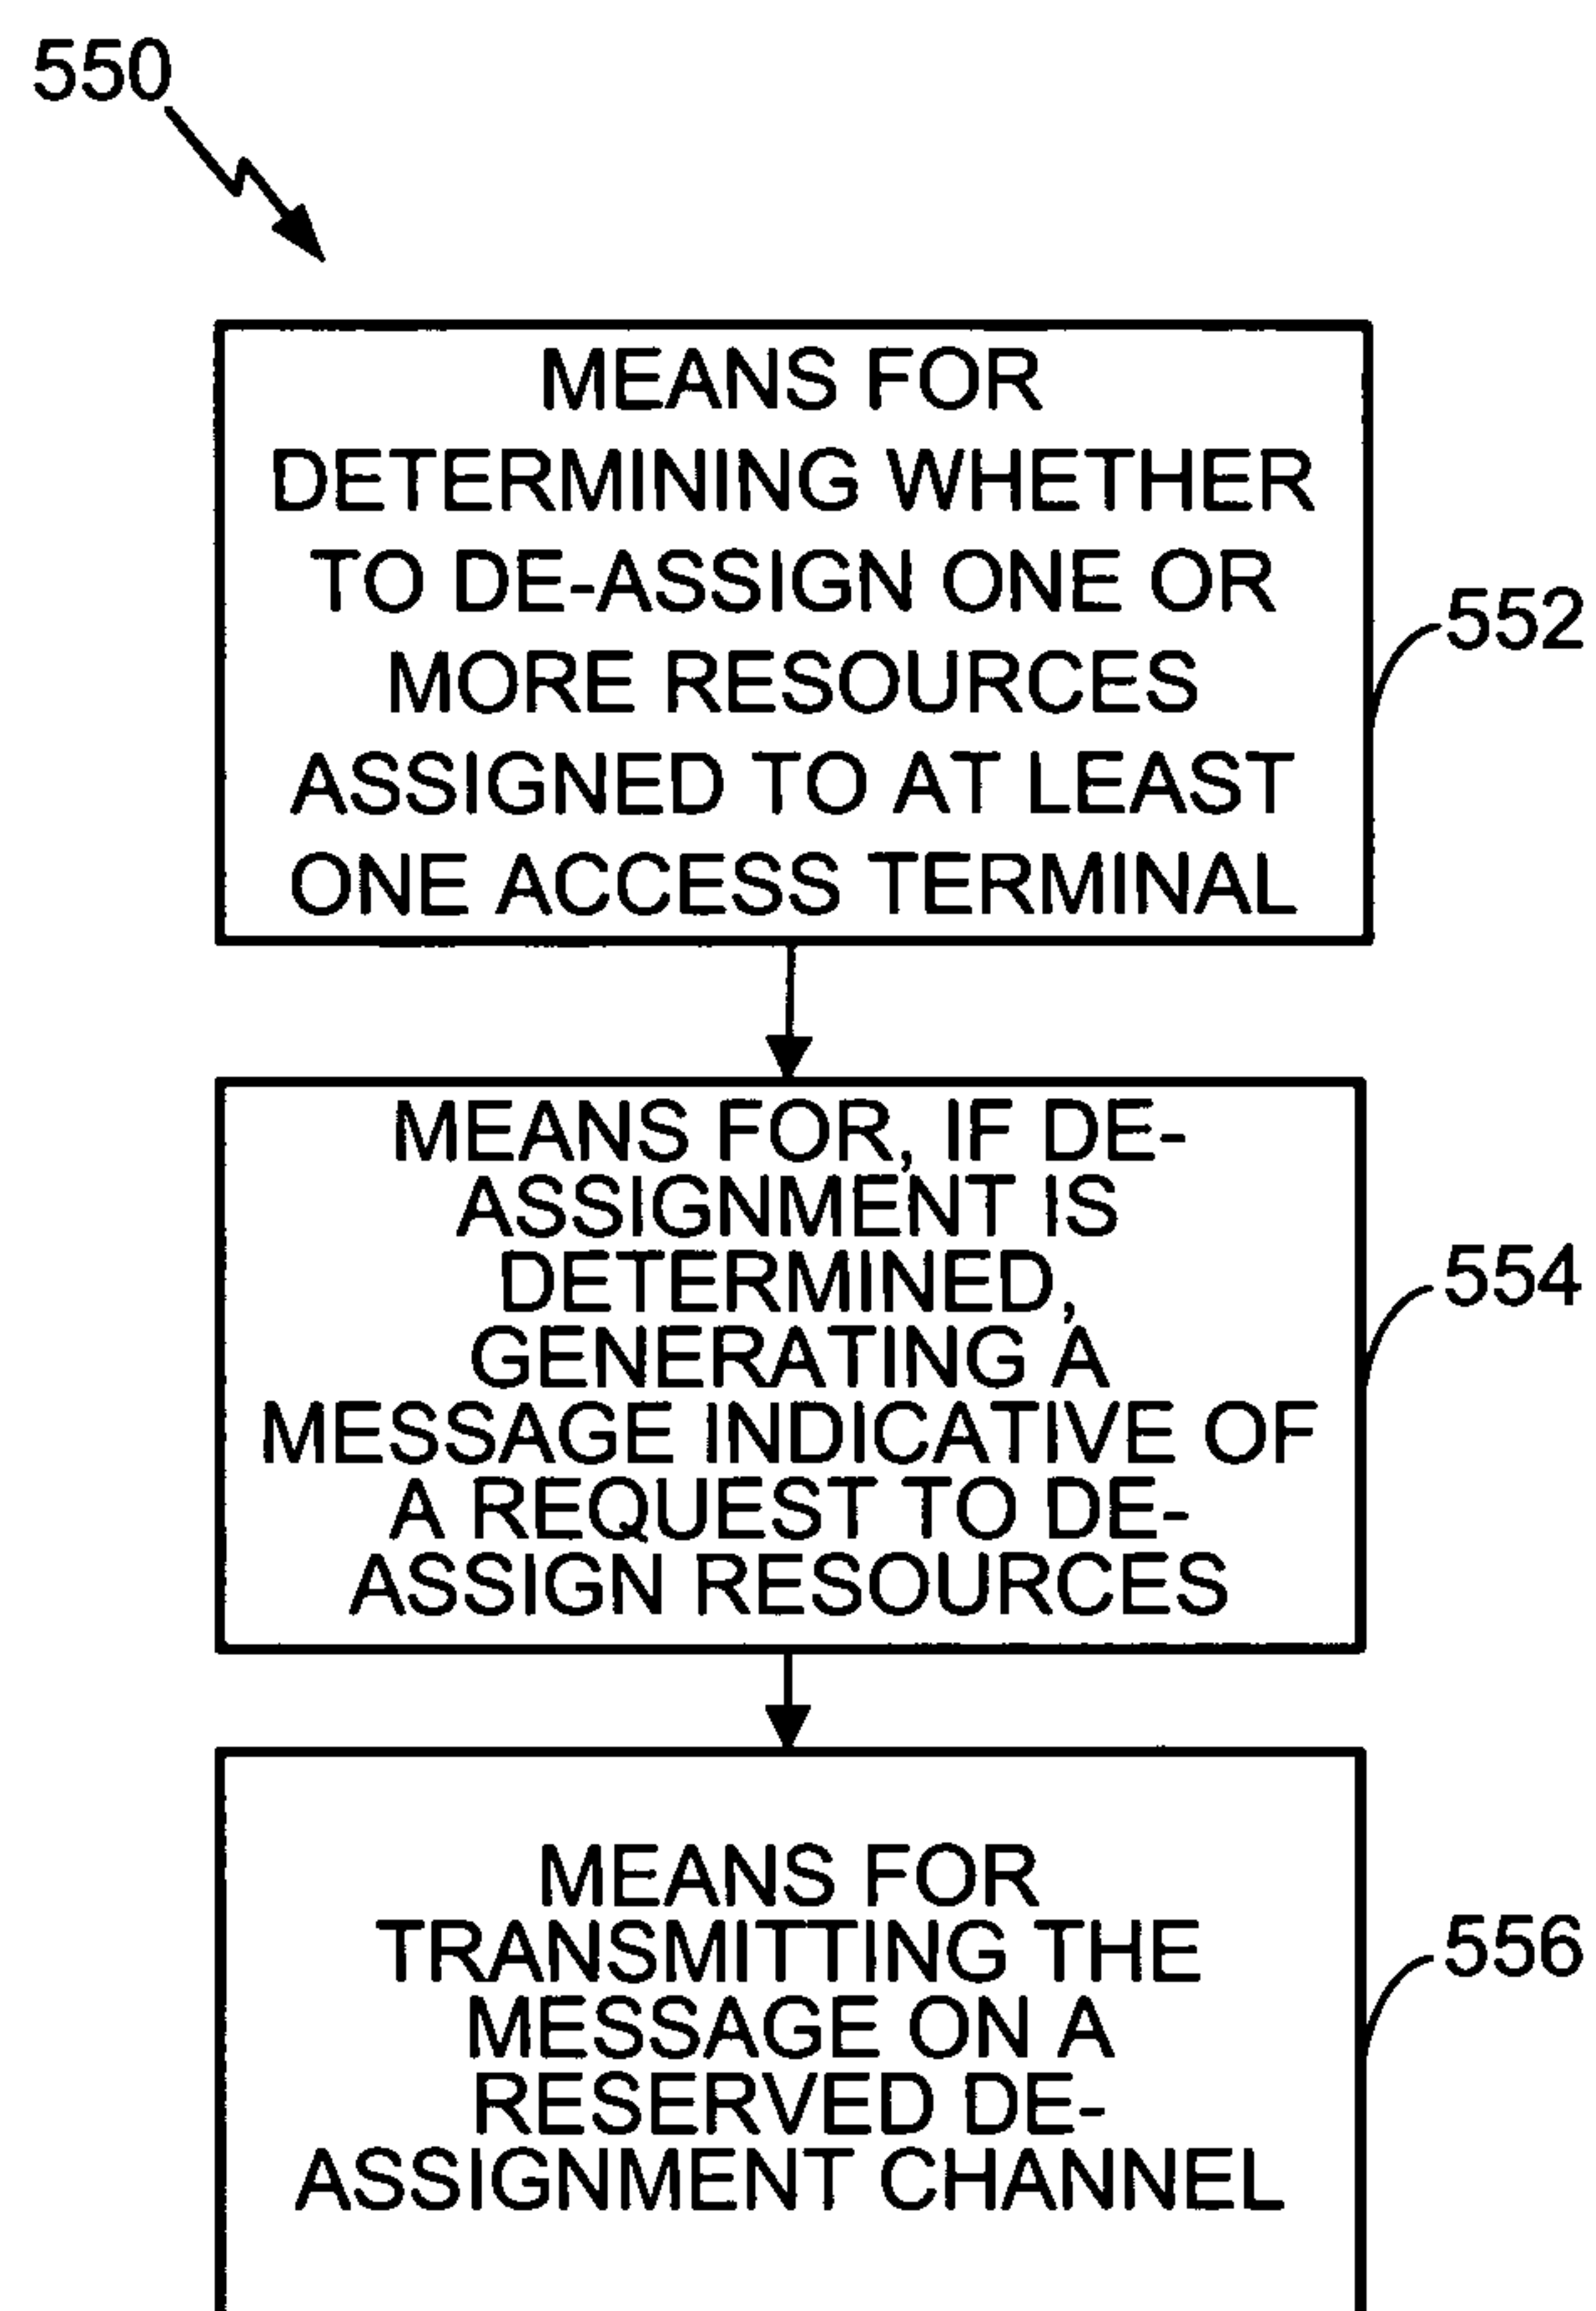 550
MEANS FOR
DETERMINING WHETHER
TO DE-ASSIGN ONE OR
MORE RESOURCES
ASSIGNED TO AT LEAST
ONE ACCESS TERMINAL
552
MEANS FOR, IF DE-
ASSIGNMENT IS
DETERMINED,
GENERATING A
MESSAGE INDICATIVE OF
A REQUEST TO DE-
ASSIGN RESOURCES
554
MEANS FOR
TRANSMITTING THE
MESSAGE ON A
RESERVED DE-
ASSIGNMENT CHANNEL
556